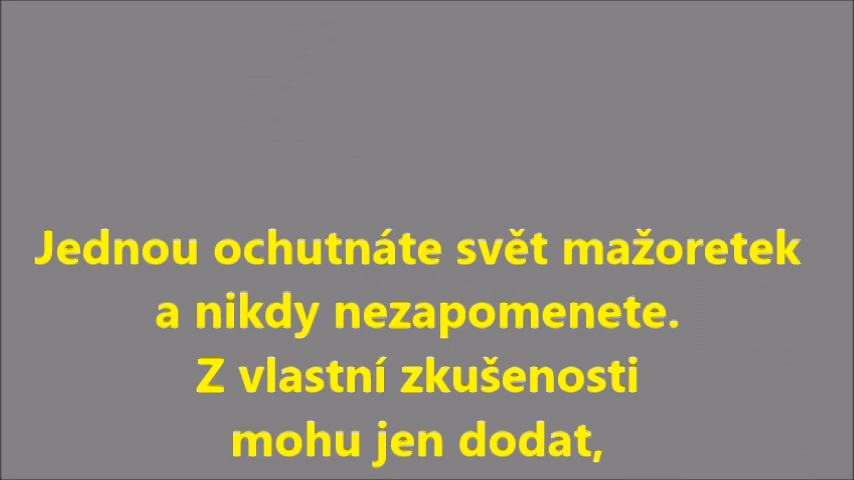 Jednou ochutnáte svět mažoretek
a nikdy nezapomenete.
Z vlastní zkušenosti
mohu jen dodat,